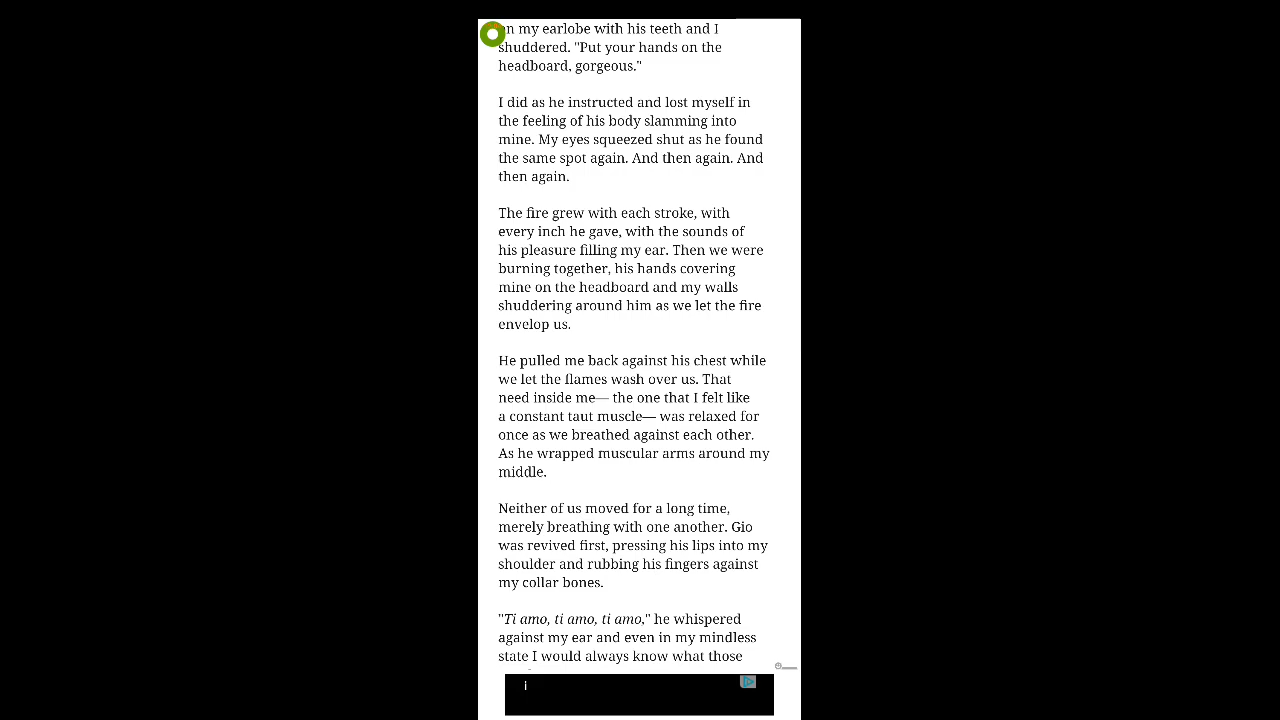 on my earlobe with his teeth and I
shuddered. "Put your hands on the
headboard, gorgeous."
I did as he instructed and lost myself in
the feeling of his body slamming into
mine. My eyes squeezed shut as he found
the same spot again. And then again. And
then again.
The fire grew with each stroke, with
every inch he gave, with the sounds of
his pleasure filling my ear. Then we were
burning together, his hands covering
mine on the headboard and my walls
shuddering around him as we let the fire
envelop us.
He pulled me back against his chest while
we let the flames wash over us. That
need inside me— the one that I felt like
a constant taut muscle— was relaxed for
once as we breathed against each other.
As he wrapped muscular arms around my
middle.
Neither of us moved for a long time,
merely breathing with one another. Gio
was revived first, pressing his lips into my
shoulder and rubbing his fingers against
my collar bones.
"Ti amo, ti amo, ti amo," he whispered
against my ear and even in my mindless
state I would always know what those
i